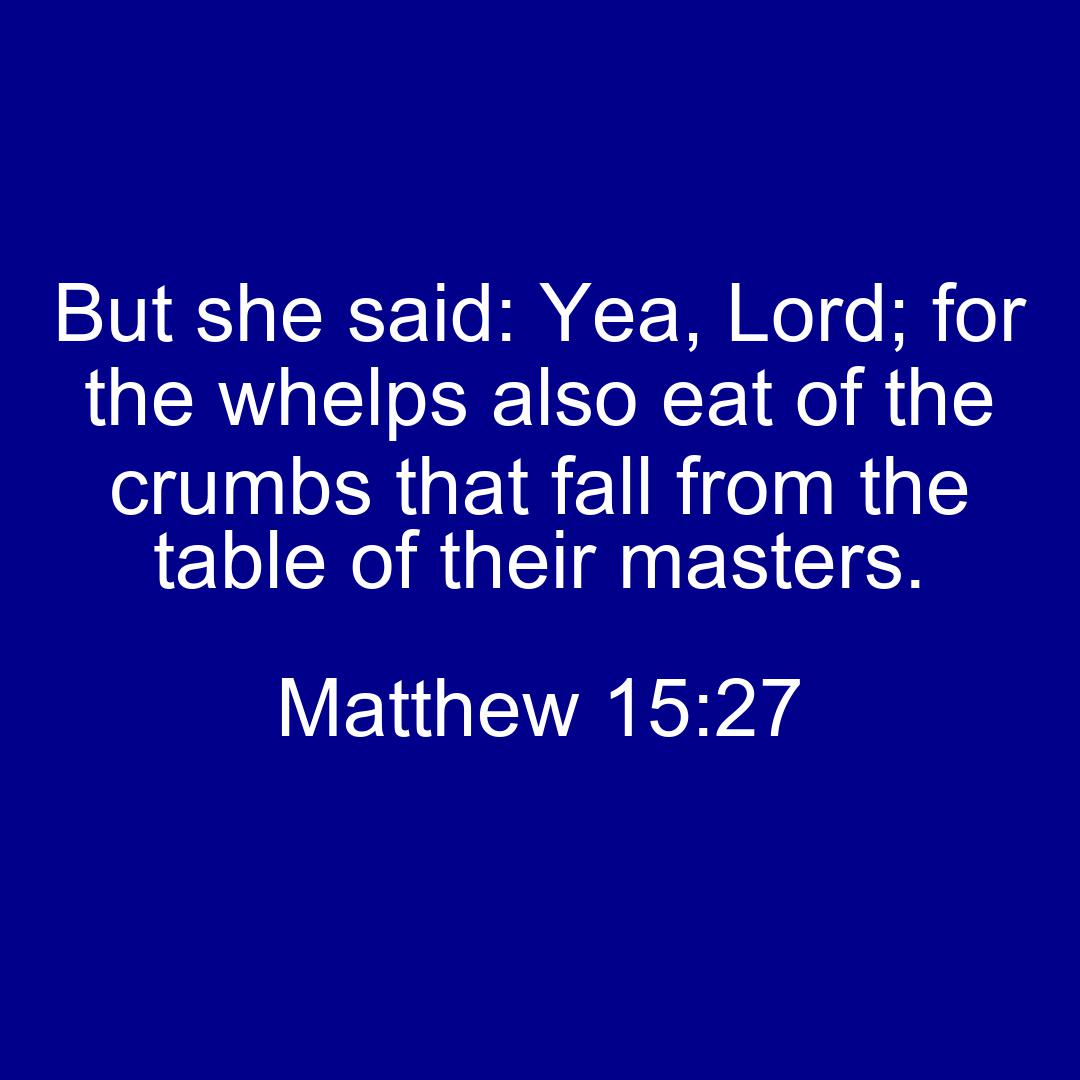 But she said: Yea, Lord; for
the whelps also eat of the
crumbs that fall from the
table of their masters.
Matthew 15:27